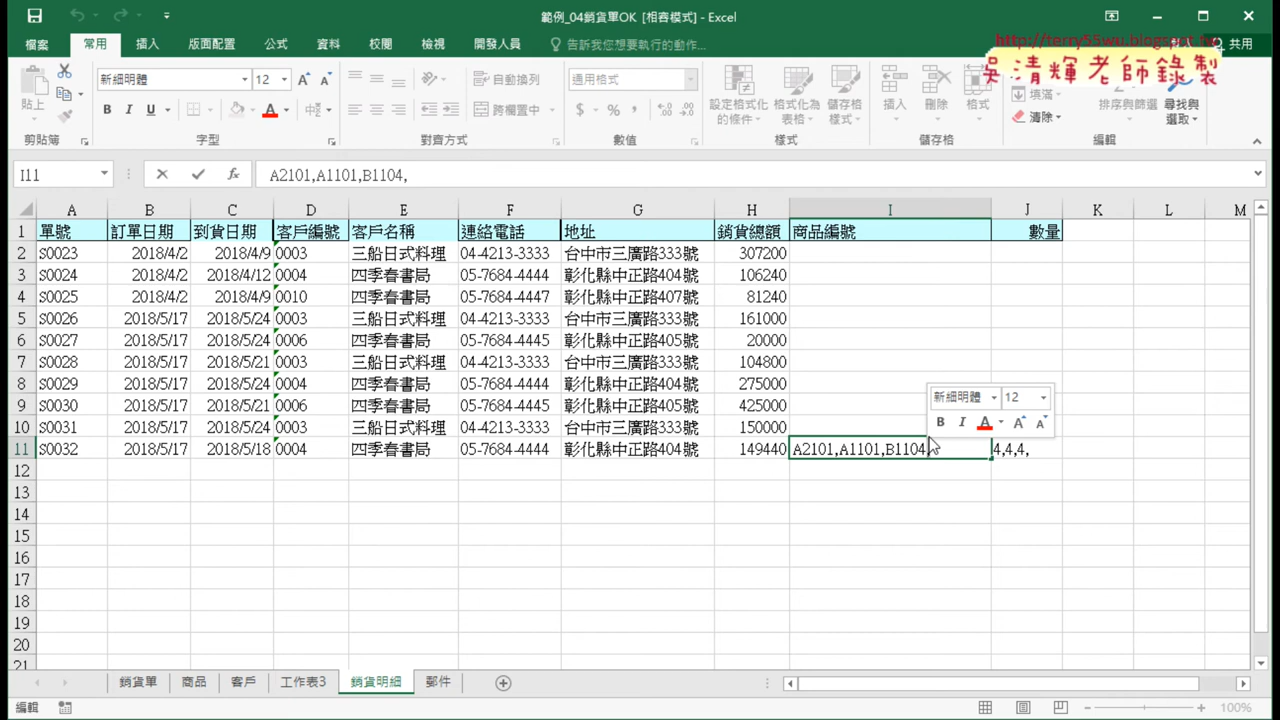 範例_04銷貨單OK [相容模式] - Excel
檔案 常用 插入 版面配置 公式 資料 校閱 檢視 開發人員 告訴我您想要執行的動作... 共用
http://terry55wu.blogspot.tw
吳清輝老師錄製
貼上 新細明體 12 B I U 自動換列 跨欄置中 通用格式 $ % 設定格式化的條件 格式化為表格 儲存格樣式 插入 刪除 格式 填滿 清除 排序與篩選 尋找與選取
剪貼簿 字型 對齊方式 數值 樣式 儲存格 編輯
I11 fx A2101,A1101,B1104,
A B C D E F G H I J K L M
1 單號 訂單日期 到貨日期 客戶編號 客戶名稱 連絡電話 地址 銷貨總額 商品編號 數量
2 S0023 2018/4/2 2018/4/9 0003 三船日式料理 04-4213-3333 台中市三廣路333號 307200
3 S0024 2018/4/2 2018/4/12 0004 四季春書局 05-7684-4444 彰化縣中正路404號 106240
4 S0025 2018/4/2 2018/4/9 0010 四季春書局 05-7684-4447 彰化縣中正路407號 81240
5 S0026 2018/5/17 2018/5/24 0003 三船日式料理 04-4213-3333 台中市三廣路333號 161000
6 S0027 2018/5/17 2018/5/24 0006 四季春書局 05-7684-4445 彰化縣中正路405號 20000
7 S0028 2018/5/17 2018/5/21 0003 三船日式料理 04-4213-3333 台中市三廣路333號 104800
8 S0029 2018/5/17 2018/5/24 0004 四季春書局 05-7684-4444 彰化縣中正路404號 275000
9 S0030 2018/5/17 2018/5/21 0006 四季春書局 05-7684-4445 彰化縣中正路405號 425000
10 S0031 2018/5/17 2018/5/24 0003 三船日式料理 04-4213-3333 台中市三廣路333號 150000
11 S0032 2018/5/17 2018/5/18 0004 四季春書局 05-7684-4444 彰化縣中正路404號 149440 A2101,A1101,B1104, 4,4,4,
新細明體 12
B I A A A
12
13
14
15
16
17
18
19
20
21
銷貨單 商品 客戶 工作表3 銷貨明細 郵件
編輯 100%